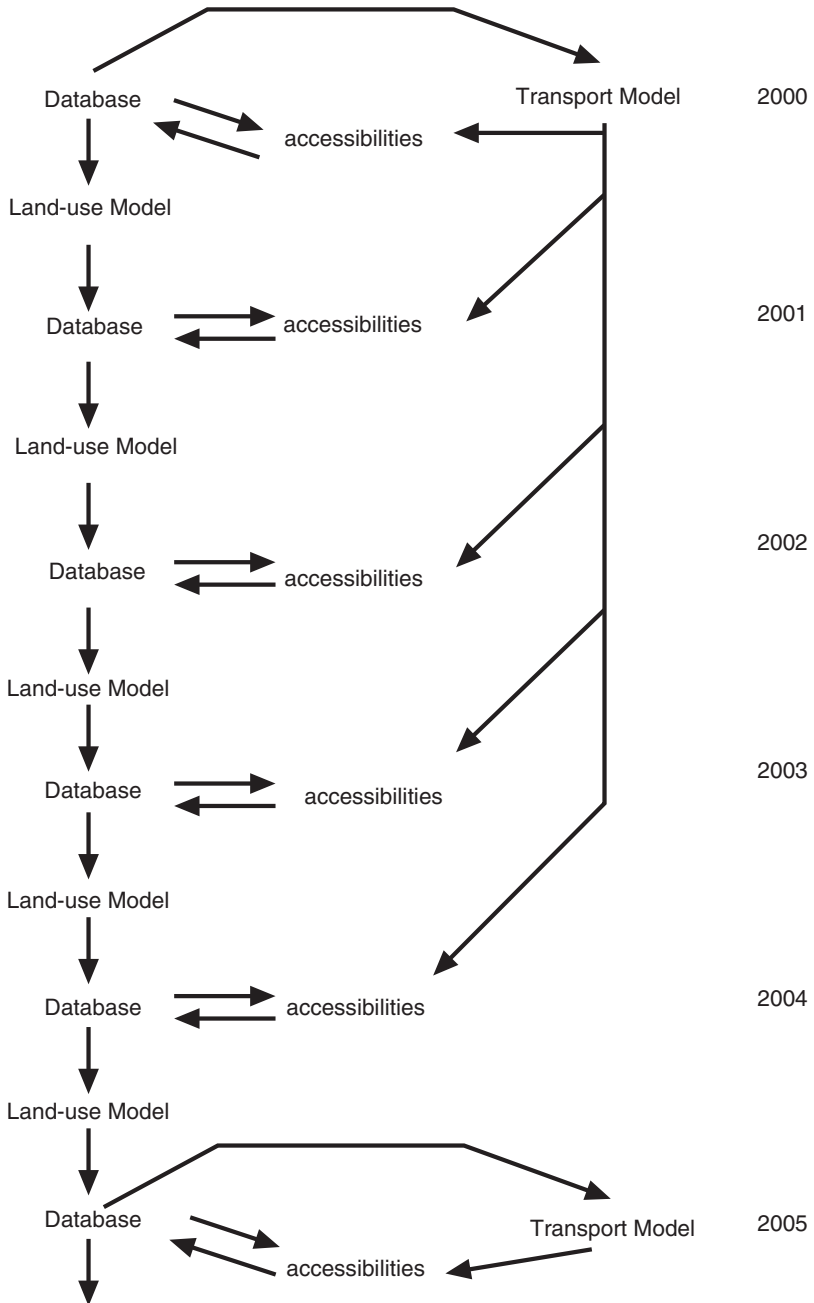 Database
Transport Model
2000
accessibilities
Land-use Model
Database
accessibilities
2001
Land-use Model
Database
accessibilities
2002
Land-use Model
Database
accessibilities
2003
Land-use Model
Database
accessibilities
2004
Land-use Model
Database
Transport Model
2005
accessibilities